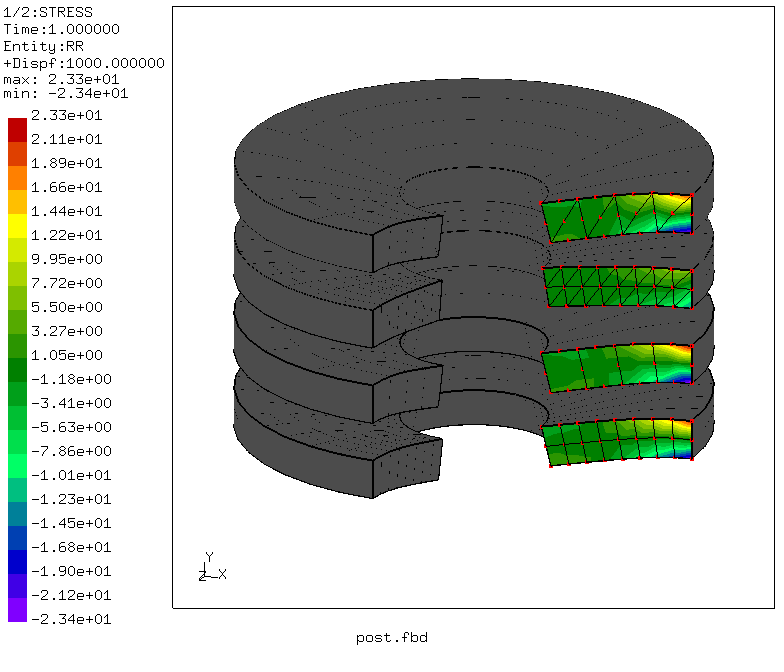 1/2:STRESS
Time:1.000000
Entity:RR
+Dispf:1000.000000
max: 2.33e+01
min: -2.34e+01
2.33e+01
2.11e+01
1.89e+01
1.66e+01
1.44e+01
1.22e+01
9.95e+00
7.72e+00
5.50e+00
3.27e+00
1.05e+00
-1.18e+00
-3.41e+00
-5.63e+00
-7.86e+00
-1.01e+01
-1.23e+01
-1.45e+01
-1.68e+01
-1.90e+01
-2.12e+01
-2.34e+01
Y
Z X
post.fbd